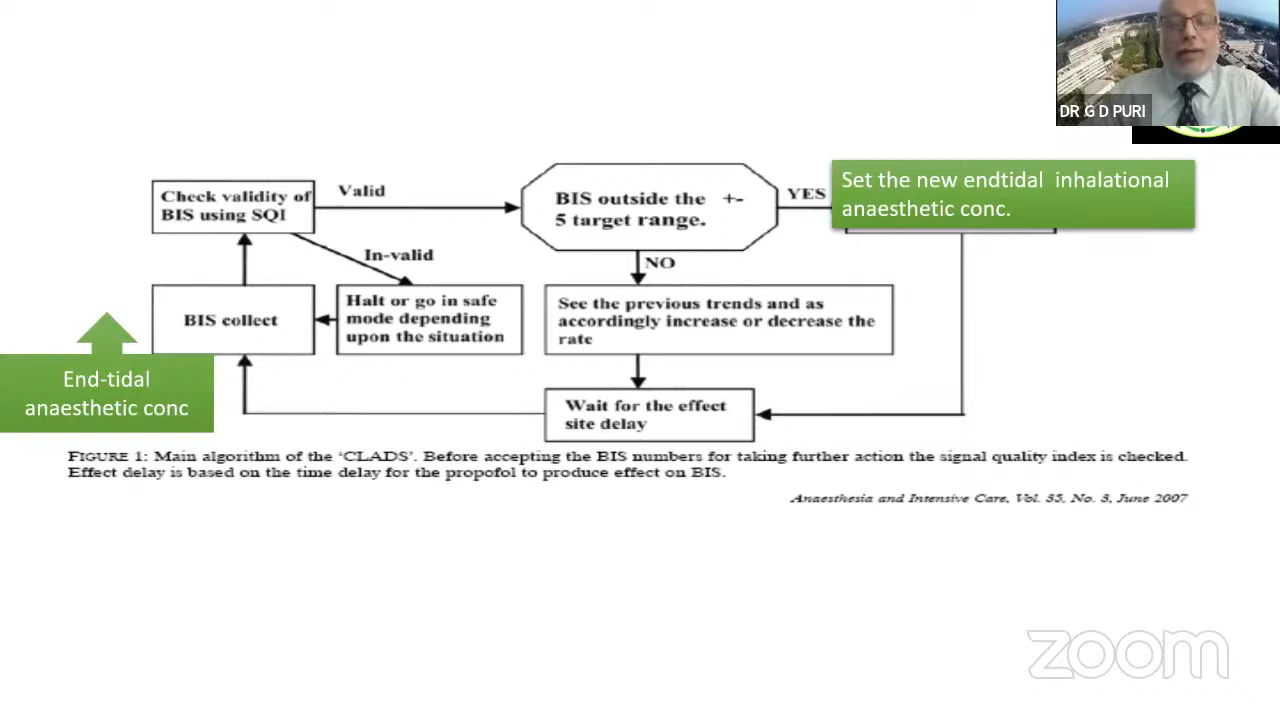 DR G D PURI
Check validity of
BIS using SQI
Valid
BIS outside the +-
5 target range.
YES
Set the new endtidal inhalational
anaesthetic conc.
In-valid
NO
BIS collect
Halt or go in safe
mode depending
upon the situation
See the previous trends and as
accordingly increase or decrease the
rate
End-tidal
anaesthetic conc
Wait for the effect
site delay
FIGURE 1: Main algorithm of the 'CLADS'. Before accepting the BIS numbers for taking further action the signal quality index is checked.
Effect delay is based on the time delay for the propofol to produce effect on BIS.
Anaesthesia and Intensive Care, Vol. 35, No. 3, June 2007
zoom